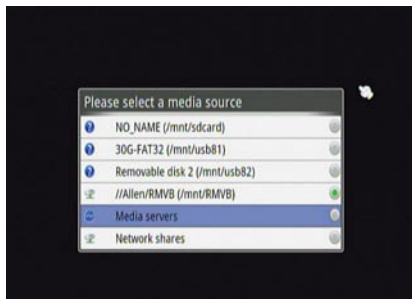 Please select a media source
NO_NAME (/mnt/sdcard)
30G-FAT32 (/mnt/usb81)
Removable disk 2 (/mnt/usb82)
//Allen/RMVB (/mnt/RMVB)
Media servers
Network shares